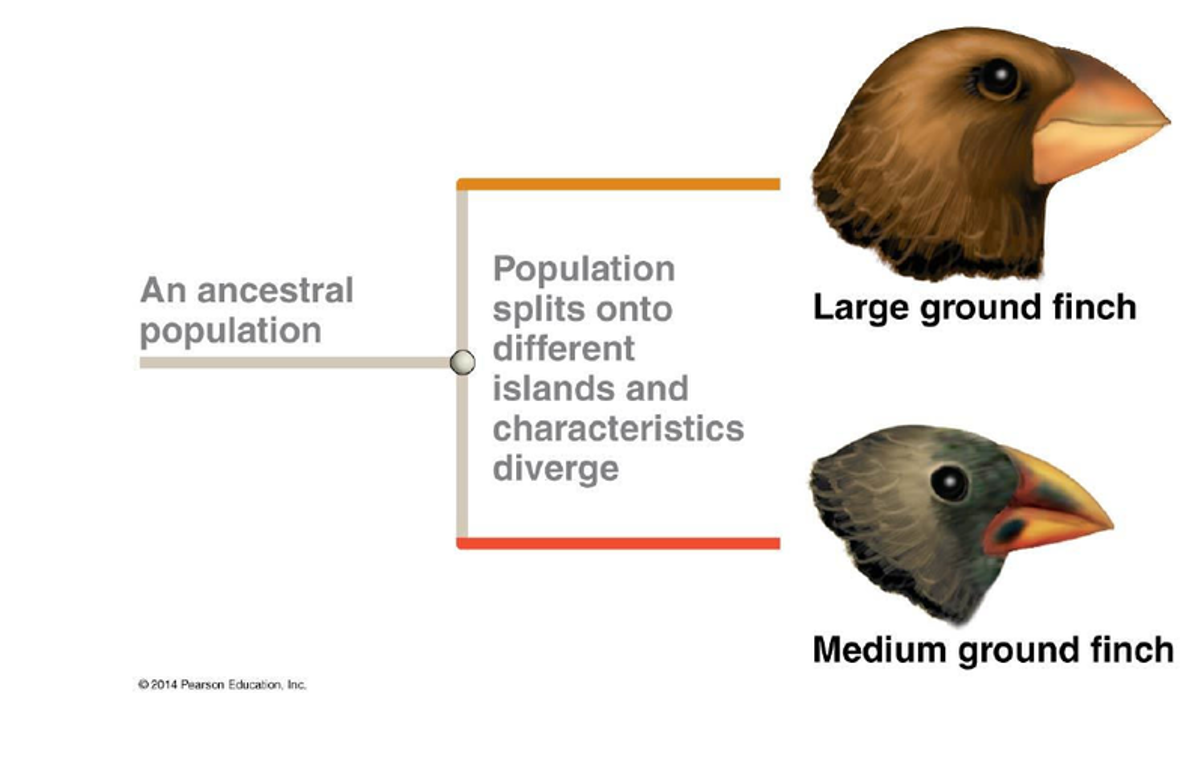 An ancestral
population
Population
splits onto
different
islands and
characteristics
diverge
Large ground finch
Medium ground finch
© 2014 Pearson Education, Inc.